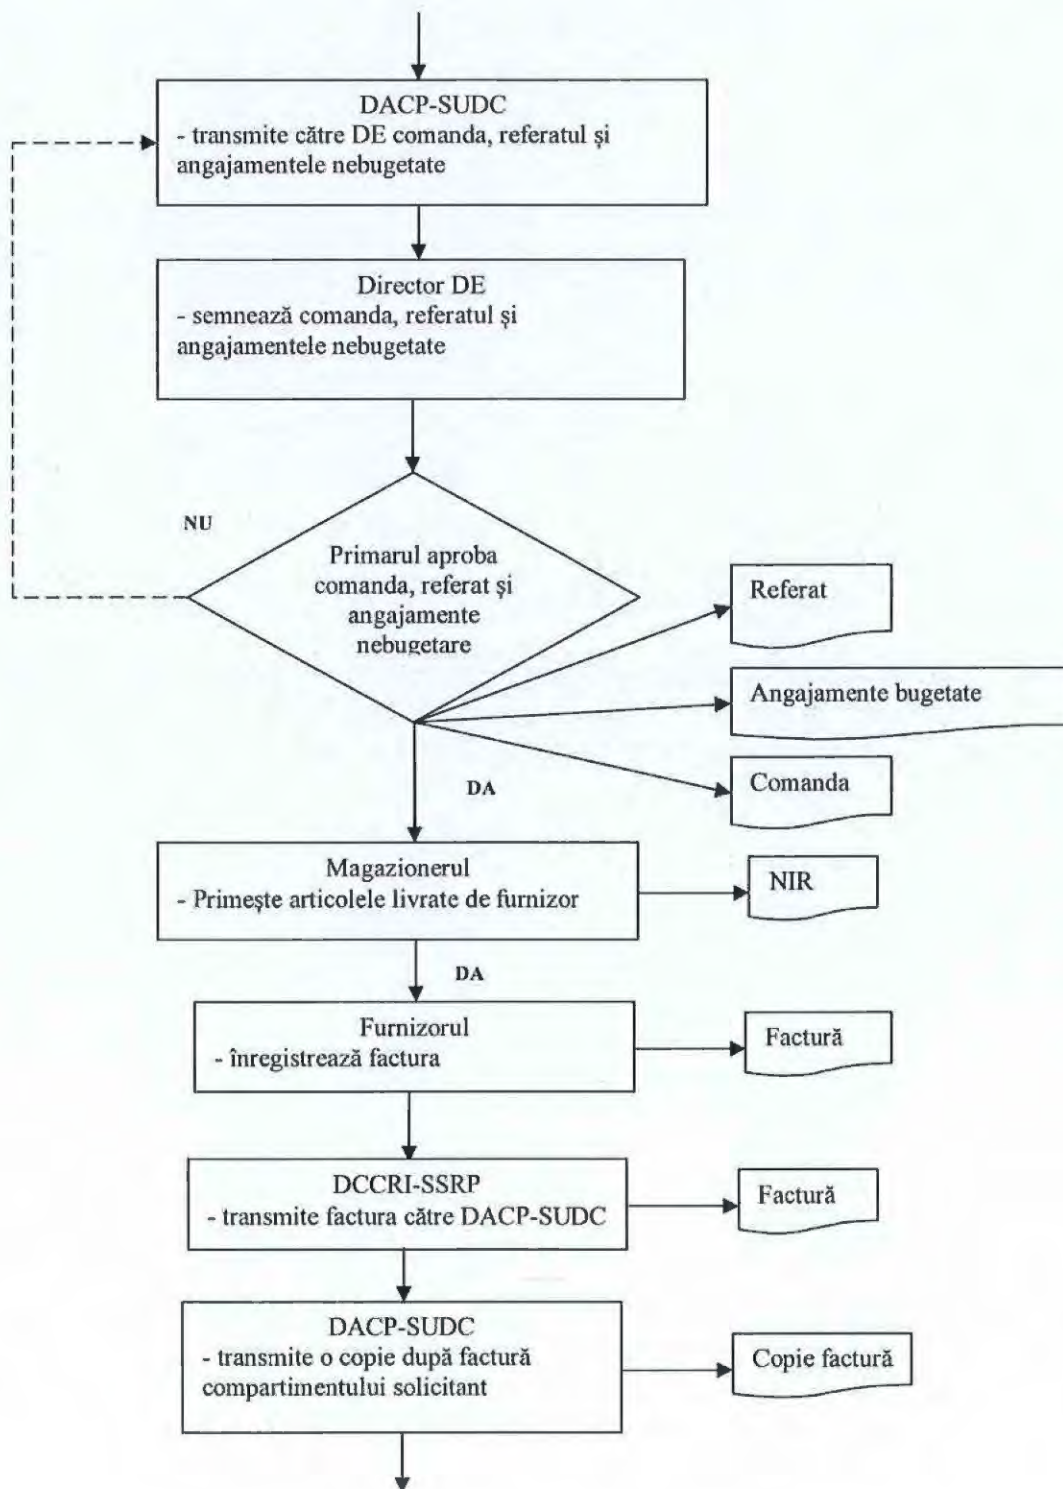 DACP-SUDC
- transmite către DE comanda, referatul și
angajamentele nebugetate
Director DE
- semnează comanda, referatul și
angajamentele nebugetate
NU
Primarul aproba
comanda, referat și
angajamente
nebugetare
Referat
Angajamente bugetate
Comanda
DA
Magazionerul
- Primește articolele livrate de furnizor
NIR
DA
Furnizorul
- înregistrează factura
Factură
DCCRI-SSRP
- transmite factura către DACP-SUDC
Factură
DACP-SUDC
- transmite o copie după factură
compartimentului solicitant
Copie factură